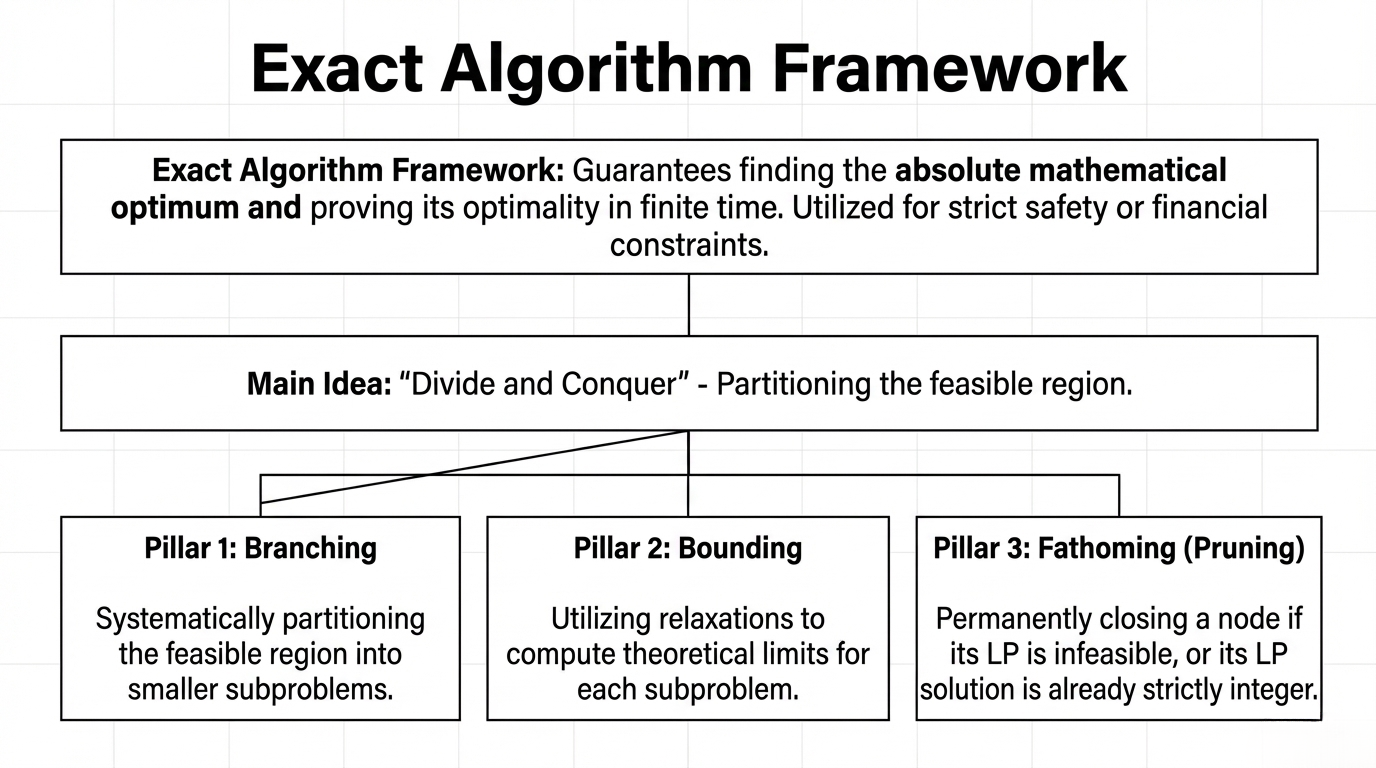 Exact Algorithm Framework
Exact Algorithm Framework: Guarantees finding the absolute mathematical
optimum and proving its optimality in finite time. Utilized for strict safety or financial
constraints.
Main Idea: “Divide and Conquer” - Partitioning the feasible region.
Pillar 1: Branching
Systematically partitioning
the feasible region into
smaller subproblems.
Pillar 2: Bounding
Utilizing relaxations to
compute theoretical limits for
each subproblem.
Pillar 3: Fathoming (Pruning)
Permanently closing a node if
its LP is infeasible, or its LP
solution is already strictly integer.